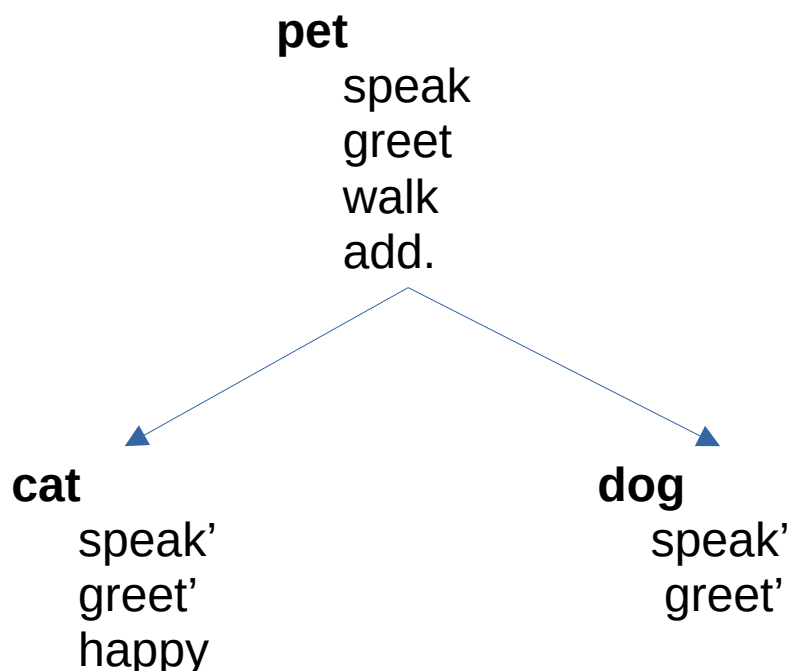 pet
speak
greet
walk
add.
cat
speak’
greet’
happy
dog
speak’
greet’